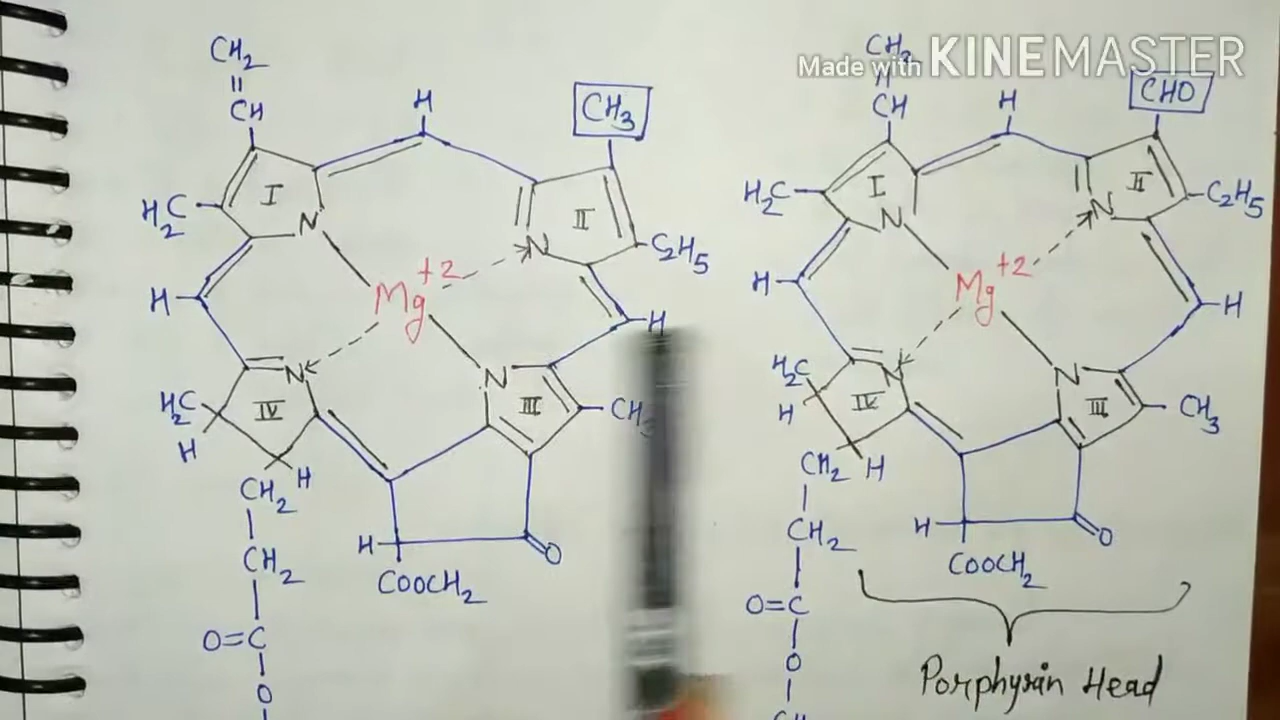 CH2
CH
H
CH3
I
II
H2C
N
N
C2H5
Mg+2
H
H
N
N
IV
III
H2C
CH3
H
H
CH2
CH2
H
O
COOCH2
O=C
O
Made with KINEMASTER
CH2
CH
H
CHO
I
II
H2C
N
N
C2H5
Mg+2
H
H
N
N
IV
III
H2C
CH3
H
H
CH2
CH2
H
O
COOCH2
O=C
O
Porphyrin Head